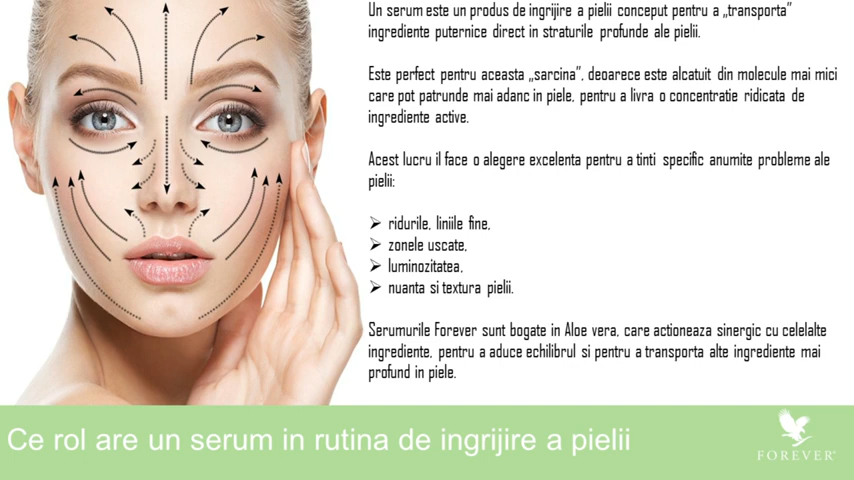 Un serum este un produs de ingrijire a pielii conceput pentru a „transporta”
ingrediente puternice direct in straturile profunde ale pielii.
Este perfect pentru aceasta „sarcina”, deoarece este alcatuit din molecule mai mici
care pot patrunde mai adanc in piele, pentru a livra o concentratie ridicata de
ingrediente active.
Acest lucru il face o alegere excelenta pentru a tinti specific anumite probleme ale
pielii:
➢ ridurile, liniile fine,
➢ zonele uscate,
➢ luminozitatea,
➢ nuanta si textura pielii.
Serumurile Forever sunt bogate in Aloe vera, care actioneaza sinergic cu celelalte
ingrediente, pentru a aduce echilibrul si pentru a transporta alte ingrediente mai
profund in piele.
Ce rol are un serum in rutina de ingrijire a pielii
FOREVER